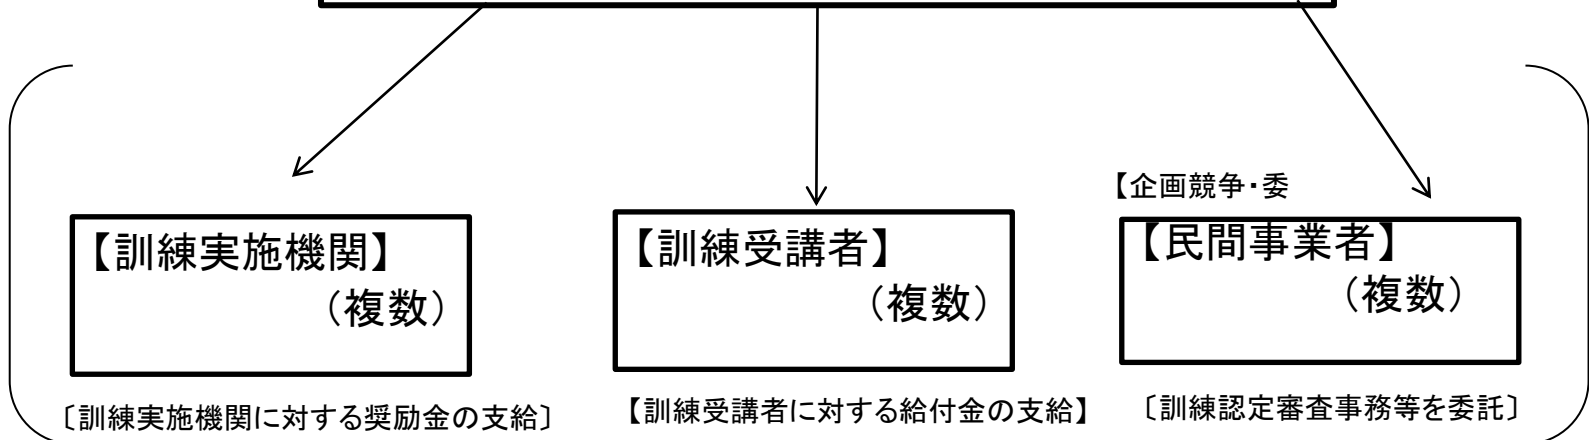 【企画競争・委
【訓練実施機関】
（複数）
【訓練受講者】
（複数）
【民間事業者】
（複数）
〔訓練実施機関に対する奨励金の支給〕
【訓練受講者に対する給付金の支給】
〔訓練認定審査事務等を委託〕